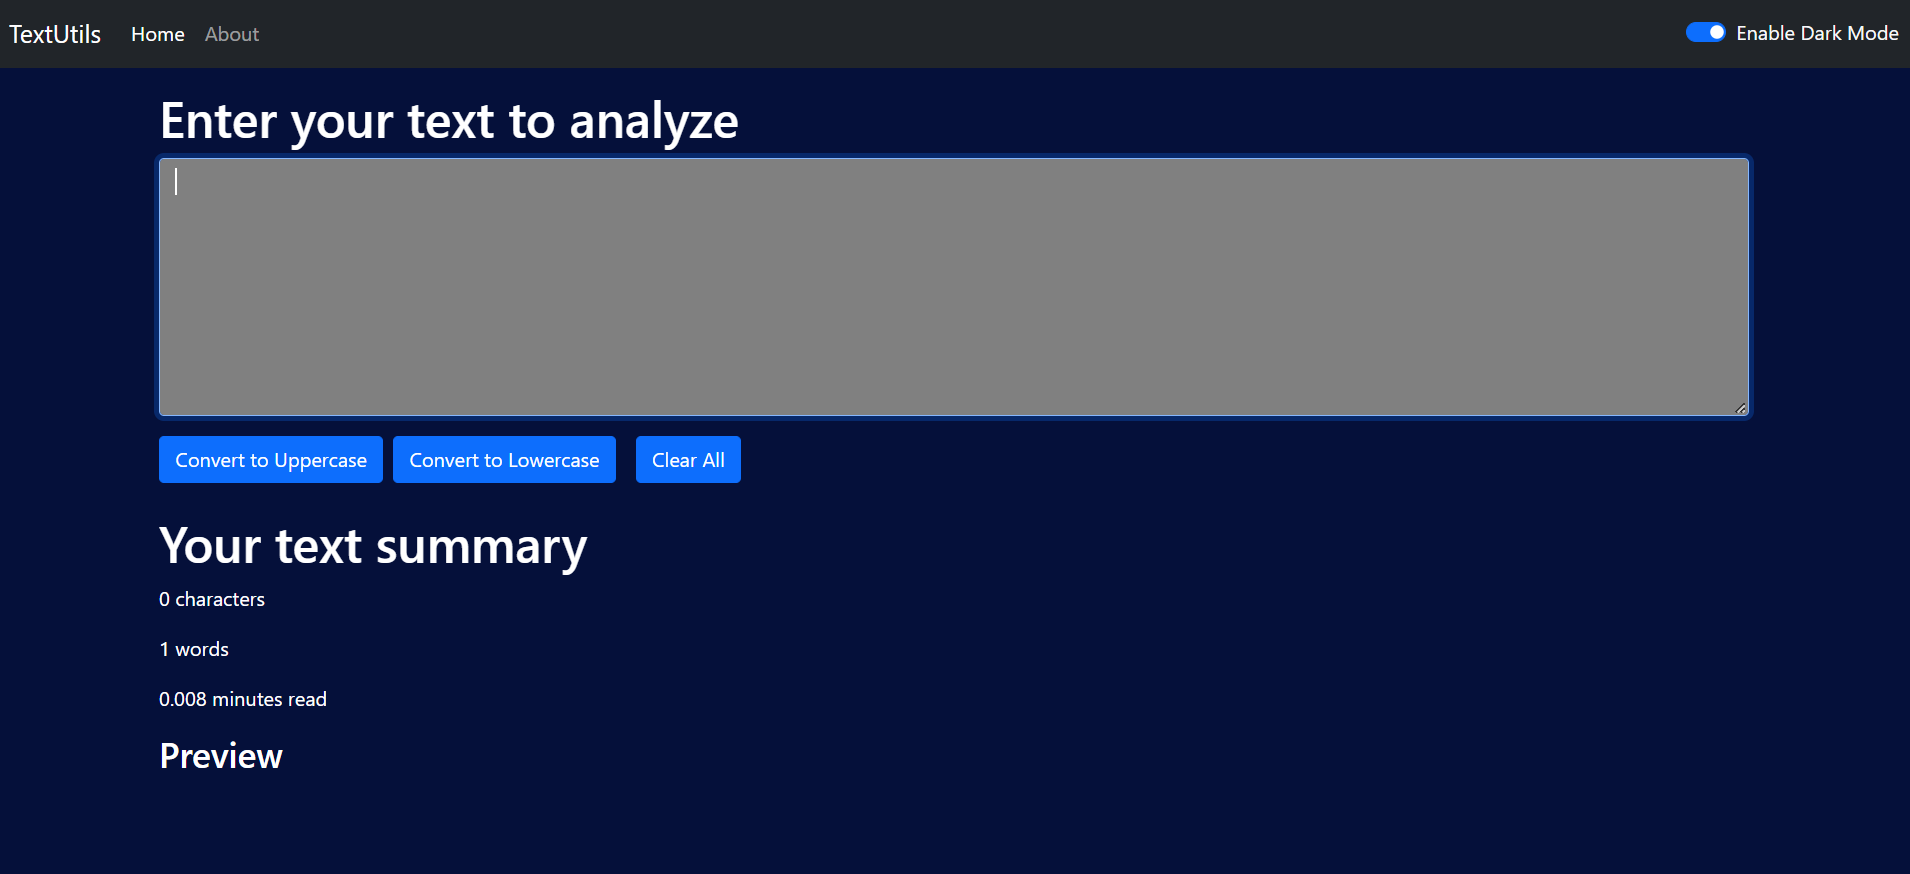 TextUtils Home About Enable Dark Mode
Enter your text to analyze
Convert to Uppercase Convert to Lowercase Clear All
Your text summary
0 characters
1 words
0.008 minutes read
Preview